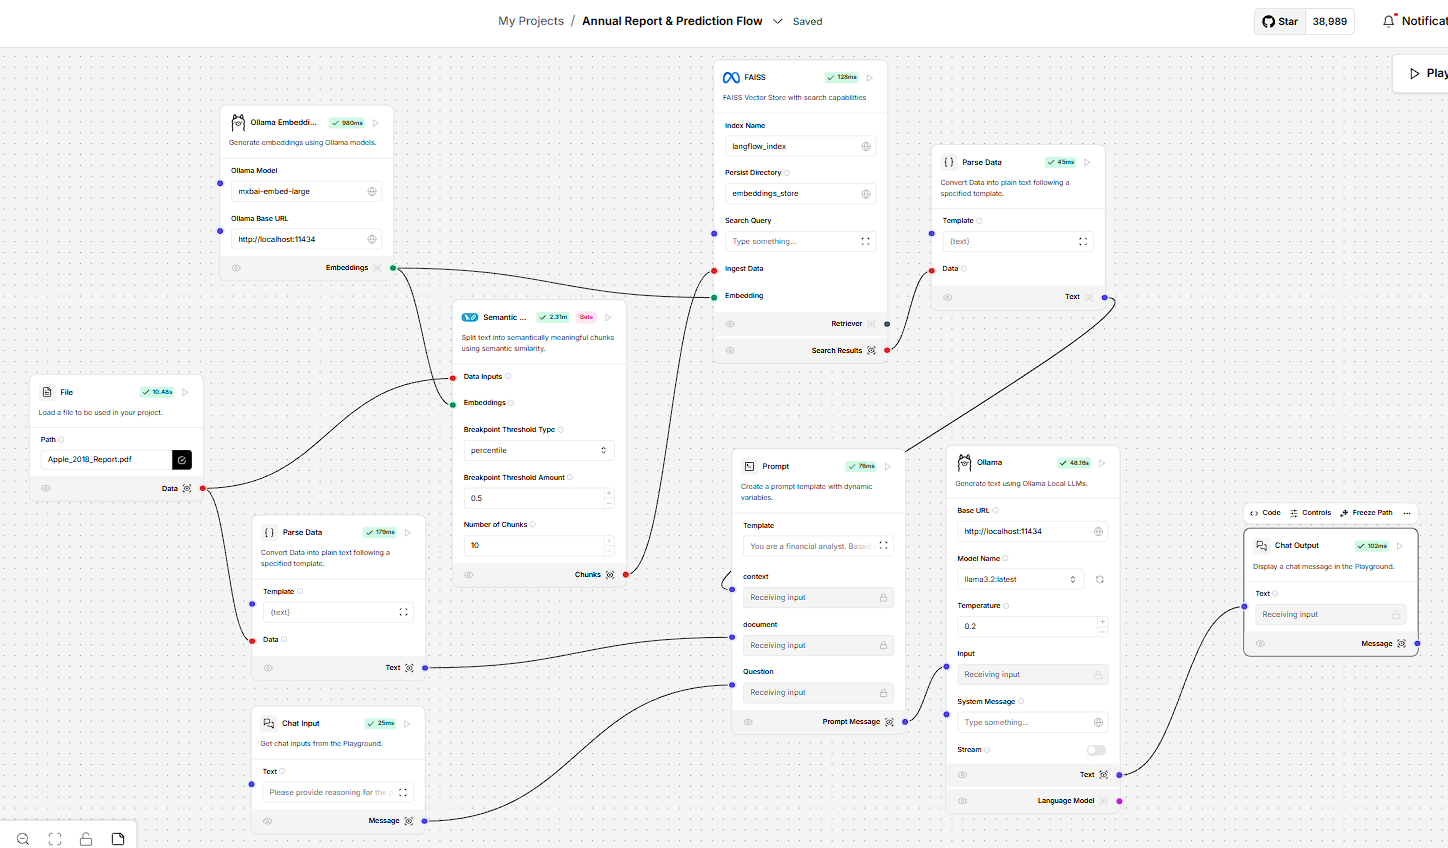 My Projects / Annual Report & Prediction Flow Saved
Star 38,989
Notificat
Play
Ollama Embeddi... 980ms
Generate embeddings using Ollama models.
Ollama Model
mxbai-embed-large
Ollama Base URL
http://localhost:11434
Embeddings
FAISS 128ms
FAISS Vector Store with search capabilities
Index Name
langflow_index
Persist Directory
embeddings_store
Search Query
Type something...
Ingest Data
Embedding
Retriever
Search Results
Parse Data 45ms
Convert Data into plain text following a
specified template.
Template
{text}
Data
Text
Semantic ... 2.31m Beta
Split text into semantically meaningful chunks
using semantic similarity.
Data Inputs
Embeddings
Breakpoint Threshold Type
percentile
Breakpoint Threshold Amount
0.5
Number of Chunks
10
Chunks
File 10.48s
Load a file to be used in your project.
Path
Apple_2018_Report.pdf
Data
Parse Data 179ms
Convert Data into plain text following a
specified template.
Template
{text}
Data
Text
Chat Input 25ms
Get chat inputs from the Playground.
Text
Please provide reasoning for the p
Message
Prompt 76ms
Create a prompt template with dynamic
variables.
Template
You are a financial analyst. Based
context
Receiving input
document
Receiving input
Question
Receiving input
Prompt Message
Ollama 48.16s
Generate text using Ollama Local LLMs.
Base URL
http://localhost:11434
Model Name
llama3.2:latest
Temperature
0.2
Input
Receiving input
System Message
Type something...
Stream
Text
Language Model
Code Controls Freeze Path ...
Chat Output 102ms
Display a chat message in the Playground.
Text
Receiving input
Message